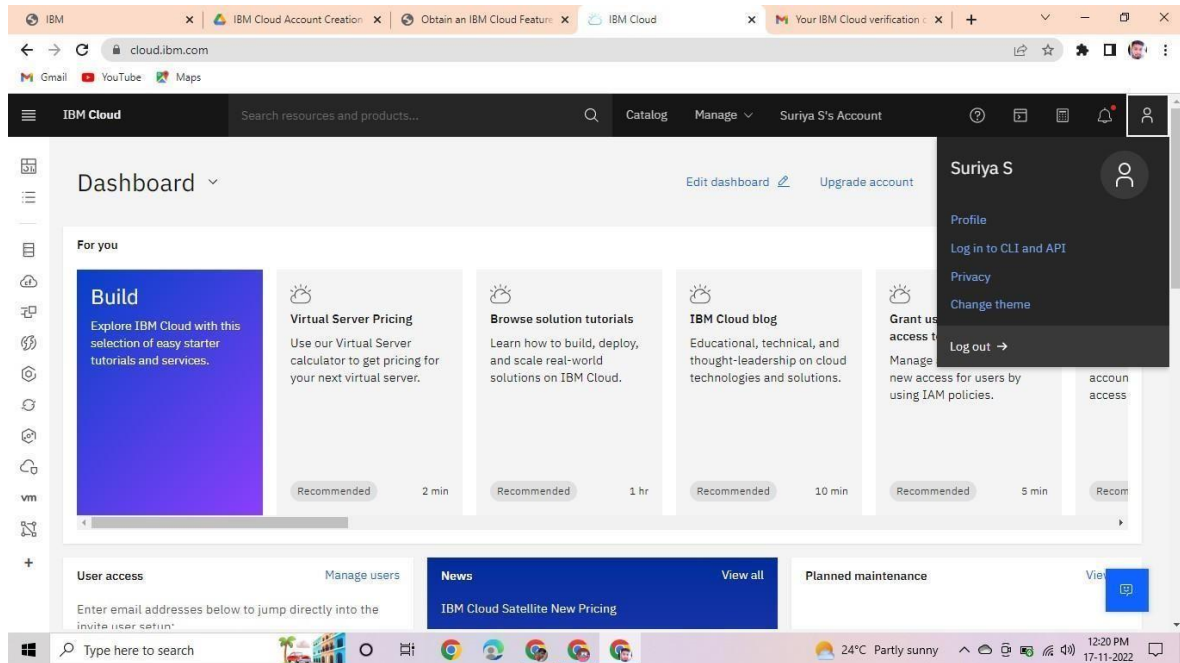 IBM
IBM Cloud Account Creation
Obtain an IBM Cloud Feature
IBM Cloud
Your IBM Cloud verification c
cloud.ibm.com
Gmail
YouTube
Maps
IBM Cloud
Search resources and products...
Catalog
Manage
Suriya S's Account
Suriya S
Profile
Log in to CLI and API
Privacy
Change theme
Log out →
Dashboard
Edit dashboard
Upgrade account
For you
Build
Explore IBM Cloud with this
selection of easy starter
tutorials and services.
Virtual Server Pricing
Use our Virtual Server
calculator to get pricing for
your next virtual server.
Recommended
2 min
Browse solution tutorials
Learn how to build, deploy,
and scale real-world
solutions on IBM Cloud.
Recommended
1 hr
IBM Cloud blog
Educational, technical, and
thought-leadership on cloud
technologies and solutions.
Recommended
10 min
Grant us
access t
Manage
new access for users by
using IAM policies.
Recommended
5 min
accoun
access
Recom
vm
User access
Manage users
Enter email addresses below to jump directly into the
invite user setup:
News
View all
IBM Cloud Satellite New Pricing
Planned maintenance
Vie
Type here to search
24°C Partly sunny
12:20 PM
17-11-2022